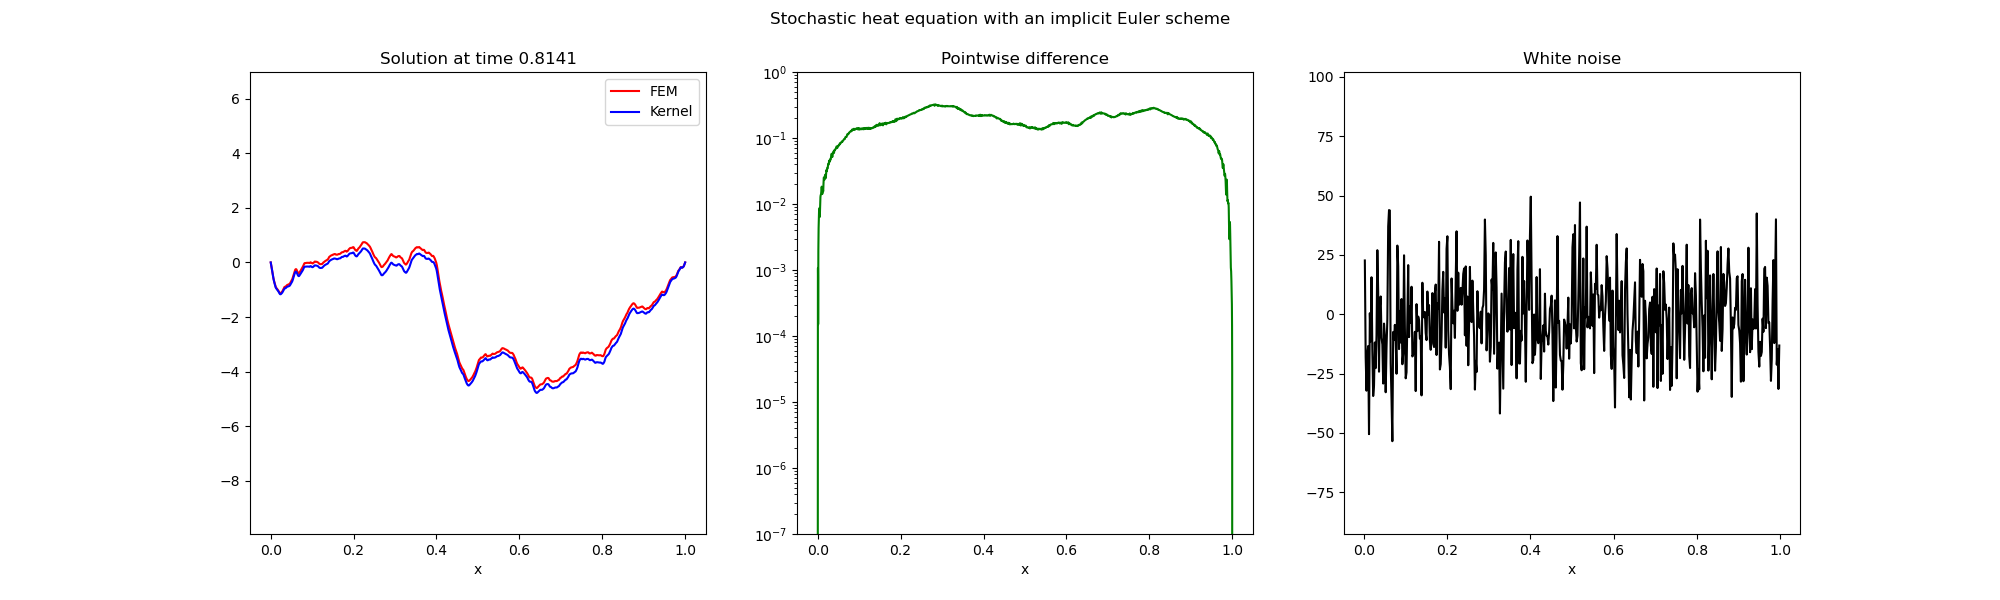 Stochastic heat equation with an implicit Euler scheme
Solution at time 0.8141
FEM
Kernel
6
4
2
0
−2
−4
−6
−8
0.0 0.2 0.4 0.6 0.8 1.0
x
Pointwise difference
10^0
10^−1
10^−2
10^−3
10^−4
10^−5
10^−6
10^−7
0.0 0.2 0.4 0.6 0.8 1.0
x
White noise
100
75
50
25
0
−25
−50
−75
0.0 0.2 0.4 0.6 0.8 1.0
x